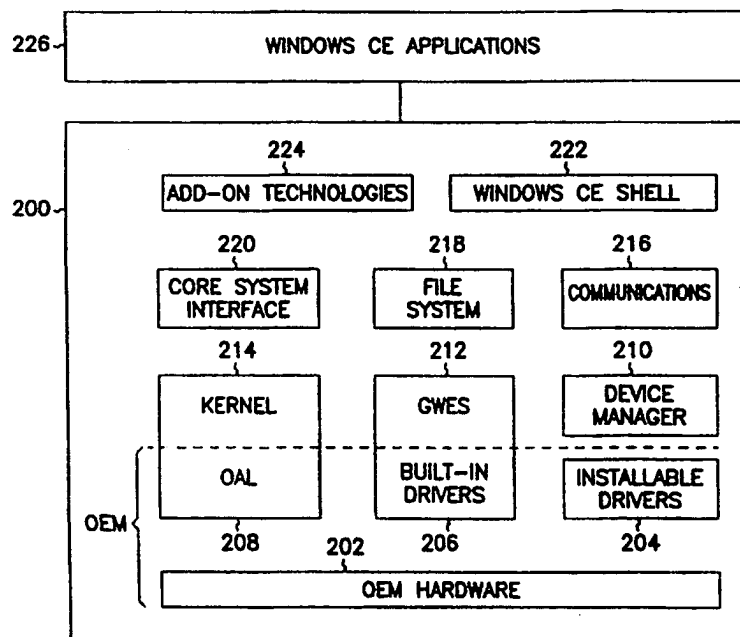 226
WINDOWS CE APPLICATIONS
224
222
ADD-ON TECHNOLOGIES
WINDOWS CE SHELL
200
220
218
216
CORE SYSTEM
INTERFACE
FILE
SYSTEM
COMMUNICATIONS
214
212
210
KERNEL
GWES
DEVICE
MANAGER
OAL
BUILT-IN
DRIVERS
INSTALLABLE
DRIVERS
OEM
208
206
204
202
OEM HARDWARE